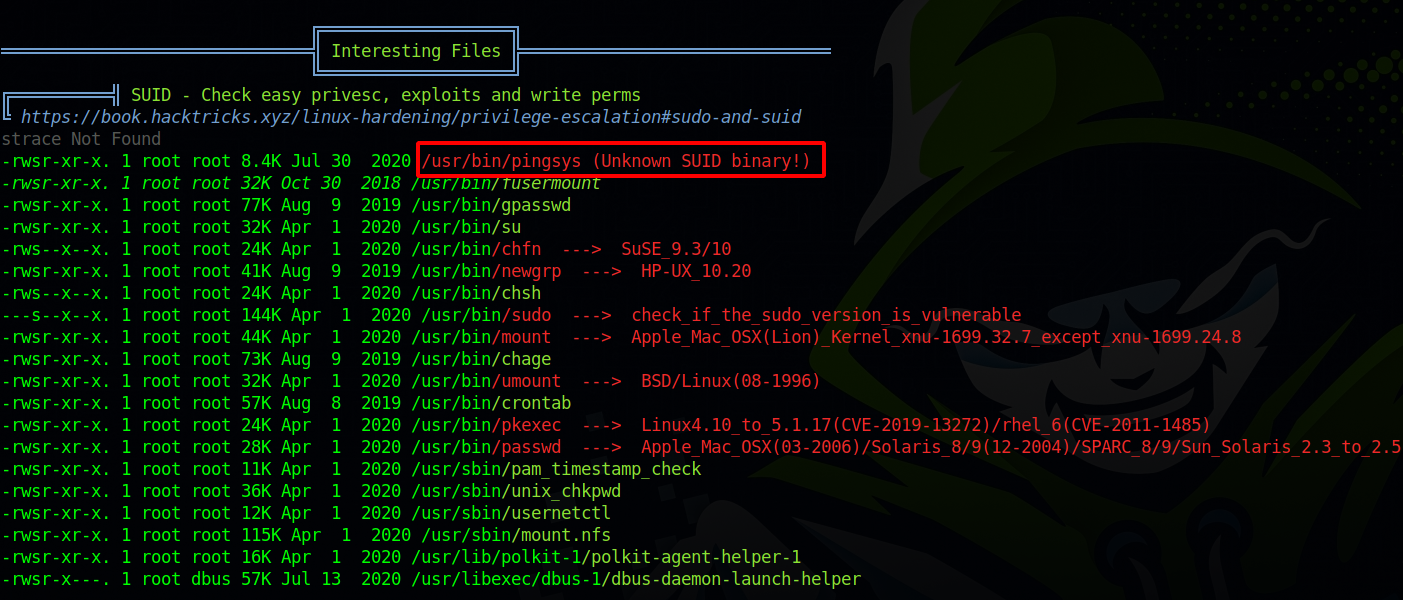 Interesting Files
SUID - Check easy privesc, exploits and write perms
https://book.hacktricks.xyz/linux-hardening/privilege-escalation#sudo-and-suid
strace Not Found
-rwsr-xr-x. 1 root root 8.4K Jul 30  2020 /usr/bin/pingsys (Unknown SUID binary!)
-rwsr-xr-x. 1 root root 32K Oct 30  2018 /usr/bin/fusermount
-rwsr-xr-x. 1 root root 77K Aug  9  2019 /usr/bin/gpasswd
-rwsr-xr-x. 1 root root 32K Apr  1  2020 /usr/bin/su
-rws--x--x. 1 root root 24K Apr  1  2020 /usr/bin/chfn  --->  SuSE_9.3/10
-rwsr-xr-x. 1 root root 41K Aug  9  2019 /usr/bin/newgrp  --->  HP-UX_10.20
-rws--x--x. 1 root root 24K Apr  1  2020 /usr/bin/chsh
---s--x--x. 1 root root 144K Apr  1  2020 /usr/bin/sudo  --->  check_if_the_sudo_version_is_vulnerable
-rwsr-xr-x. 1 root root 44K Apr  1  2020 /usr/bin/mount  --->  Apple_Mac_OSX(Lion)_Kernel_xnu-1699.32.7_except_xnu-1699.24.8
-rwsr-xr-x. 1 root root 73K Aug  9  2019 /usr/bin/chage
-rwsr-xr-x. 1 root root 32K Apr  1  2020 /usr/bin/umount  --->  BSD/Linux(08-1996)
-rwsr-xr-x. 1 root root 57K Aug  8  2019 /usr/bin/crontab
-rwsr-xr-x. 1 root root 24K Apr  1  2020 /usr/bin/pkexec  --->  Linux4.10_to_5.1.17(CVE-2019-13272)/rhel_6(CVE-2011-1485)
-rwsr-xr-x. 1 root root 28K Apr  1  2020 /usr/bin/passwd  --->  Apple_Mac_OSX(03-2006)/Solaris_8/9(12-2004)/SPARC_8/9/Sun_Solaris_2.3_to_2.5
-rwsr-xr-x. 1 root root 11K Apr  1  2020 /usr/sbin/pam_timestamp_check
-rwsr-xr-x. 1 root root 36K Apr  1  2020 /usr/sbin/unix_chkpwd
-rwsr-xr-x. 1 root root 12K Apr  1  2020 /usr/sbin/usernetctl
-rwsr-xr-x. 1 root root 115K Apr  1  2020 /usr/sbin/mount.nfs
-rwsr-xr-x. 1 root root 16K Apr  1  2020 /usr/lib/polkit-1/polkit-agent-helper-1
-rwsr-x---. 1 root dbus 57K Jul 13  2020 /usr/libexec/dbus-1/dbus-daemon-launch-helper